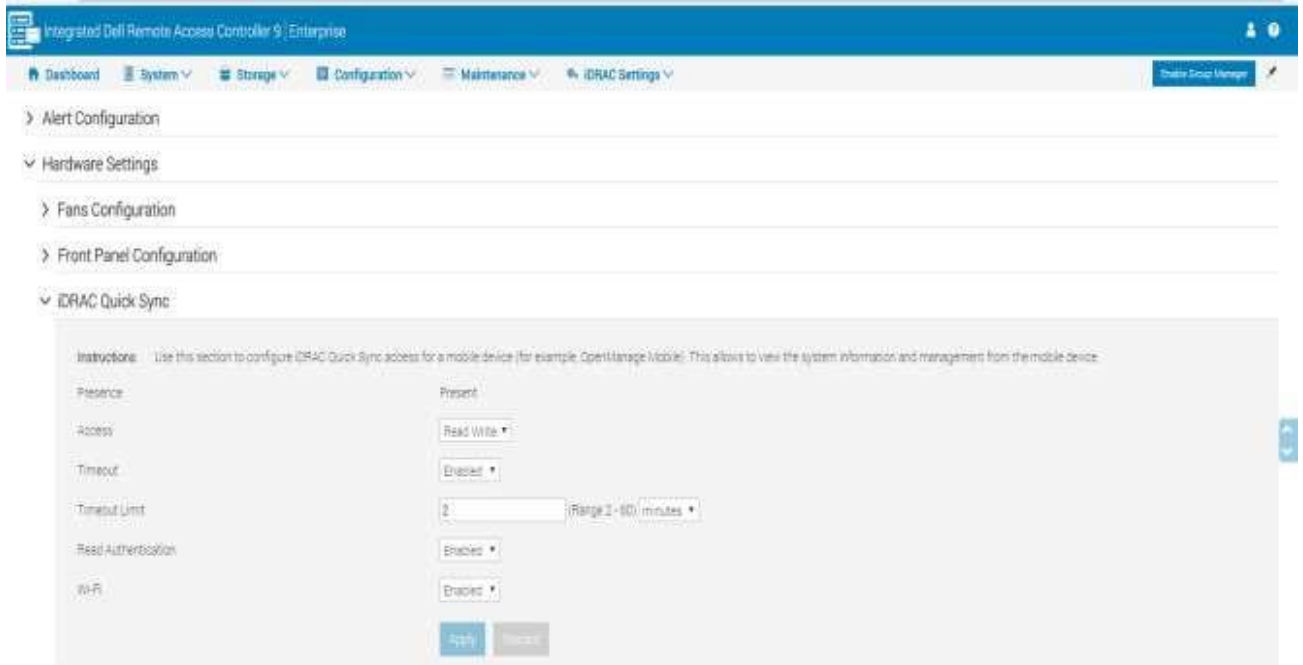 Integrated Dell Remote Access Controller 9 | Enterprise
Dashboard System Storage Configuration Maintenance iDRAC Settings Enable Group Manager
Alert Configuration
Hardware Settings
Fans Configuration
Front Panel Configuration
iDRAC Quick Sync
Instructions: Use this section to configure iDRAC Quick Sync access for a mobile device (for example, OpenManage Mobile). This allows to view the system information and management from the mobile device.
Presence Present
Access Read Write
Timeout Enabled
Timeout Limit 2 (Range 2 - 60) minutes
Read Authentication Enabled
Wi-Fi Enabled
Apply Discard